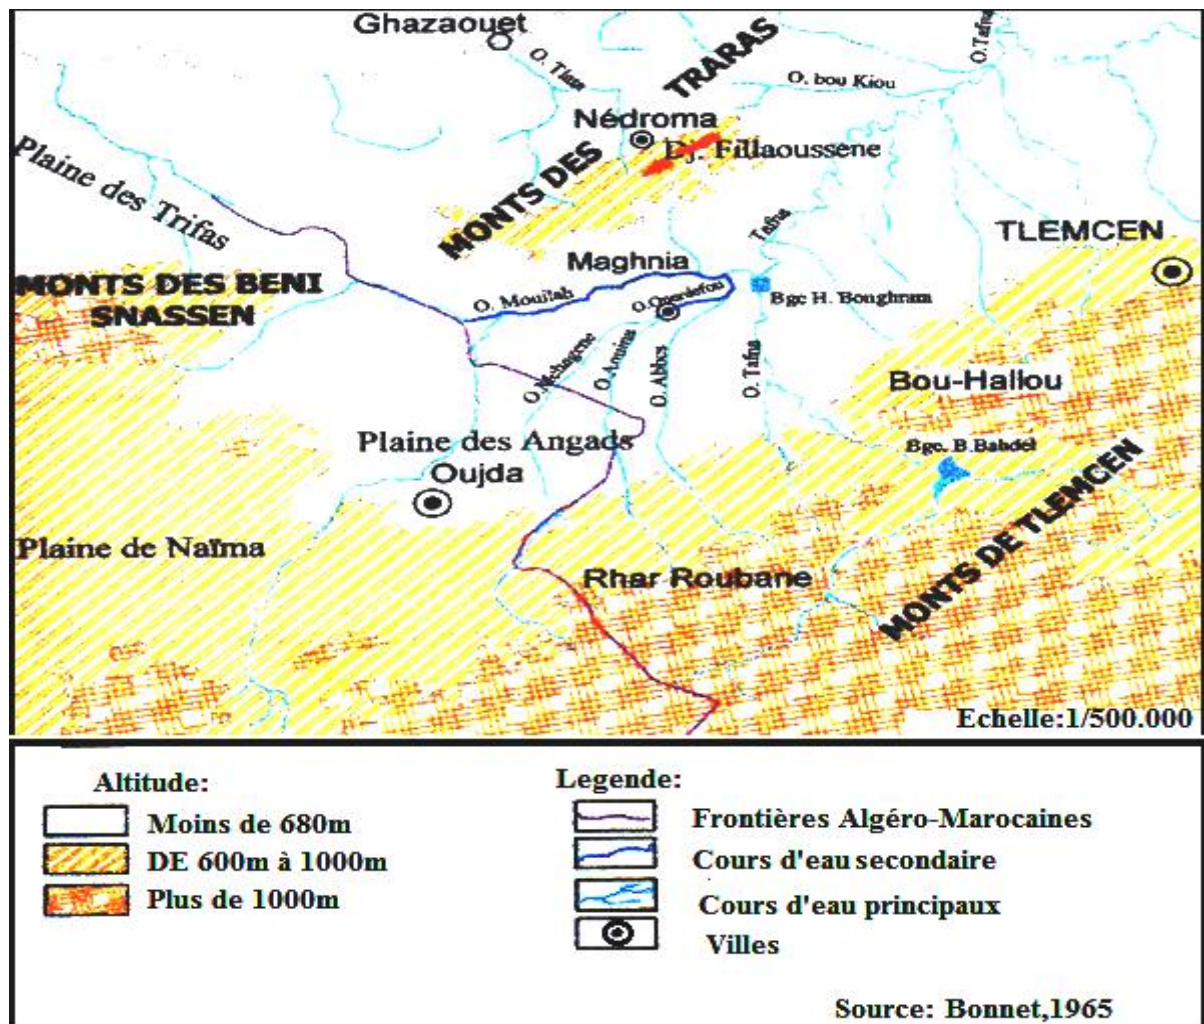 Ghazaouet
O. Tlata
MONTS DES TRARAS
O. bou Kiou
O. Tafna
Nédroma
Dj. Fillaoussene
Plaine des Trifas
Tafna
TLEMCEN
MONTS DES BENI
SNASSEN
Maghnia
O. Mouilah
O. Ouerdefou
Bge H. Boughrara
O. Mehaguene
O. Aouina
O. Abbes
O. Tafna
Bou-Hallou
Plaine des Angads
Oujda
Bge. B.Bahdel
Plaine de Naïma
Rhar Roubane
MONTS DE TLEMCEN
Echelle:1/500.000
Altitude:
Moins de 680m
DE 600m à 1000m
Plus de 1000m
Legende:
Frontières Algéro-Marocaines
Cours d'eau secondaire
Cours d'eau principaux
Villes
Source: Bonnet,1965